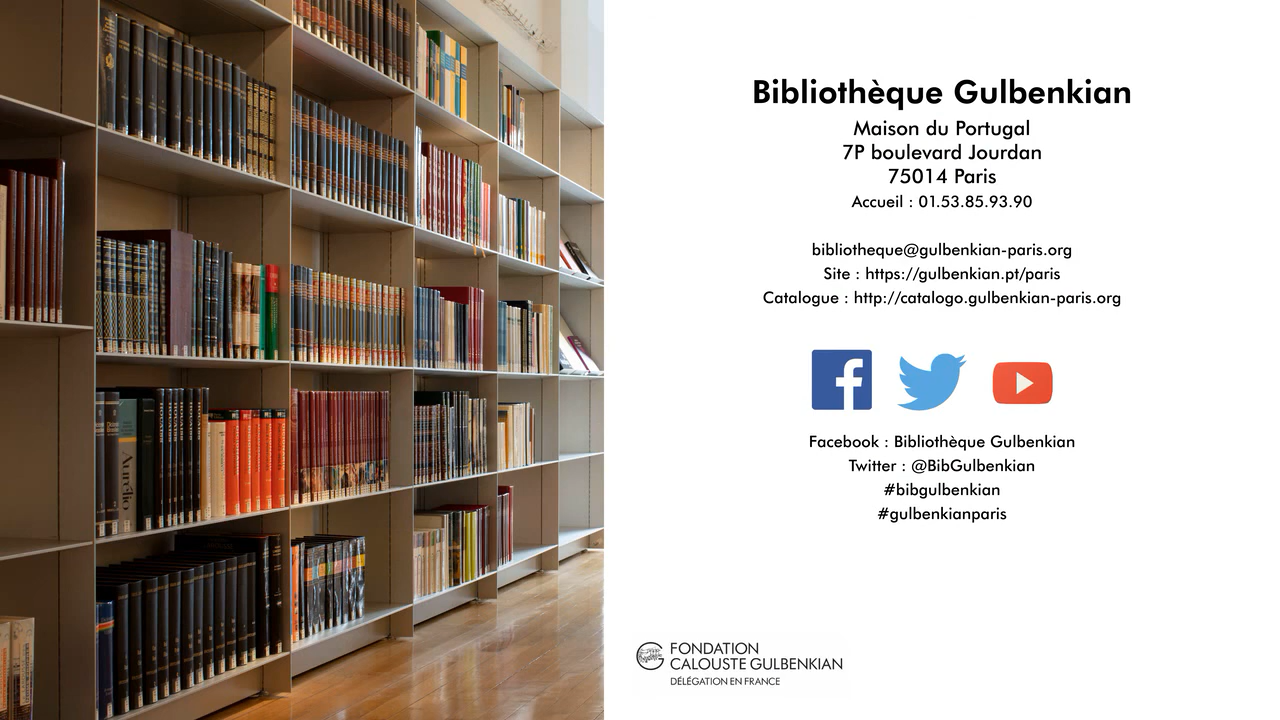 Bibliothèque Gulbenkian
Maison du Portugal
7P boulevard Jourdan
75014 Paris
Accueil : 01.53.85.93.90
bibliotheque@gulbenkian-paris.org
Site : https://gulbenkian.pt/paris
Catalogue : http://catalogo.gulbenkian-paris.org
Facebook : Bibliothèque Gulbenkian
Twitter : @BibGulbenkian
#bibgulbenkian
#gulbenkianparis
FONDATION
CALOUSTE GULBENKIAN
DÉLÉGATION EN FRANCE
Aurélio